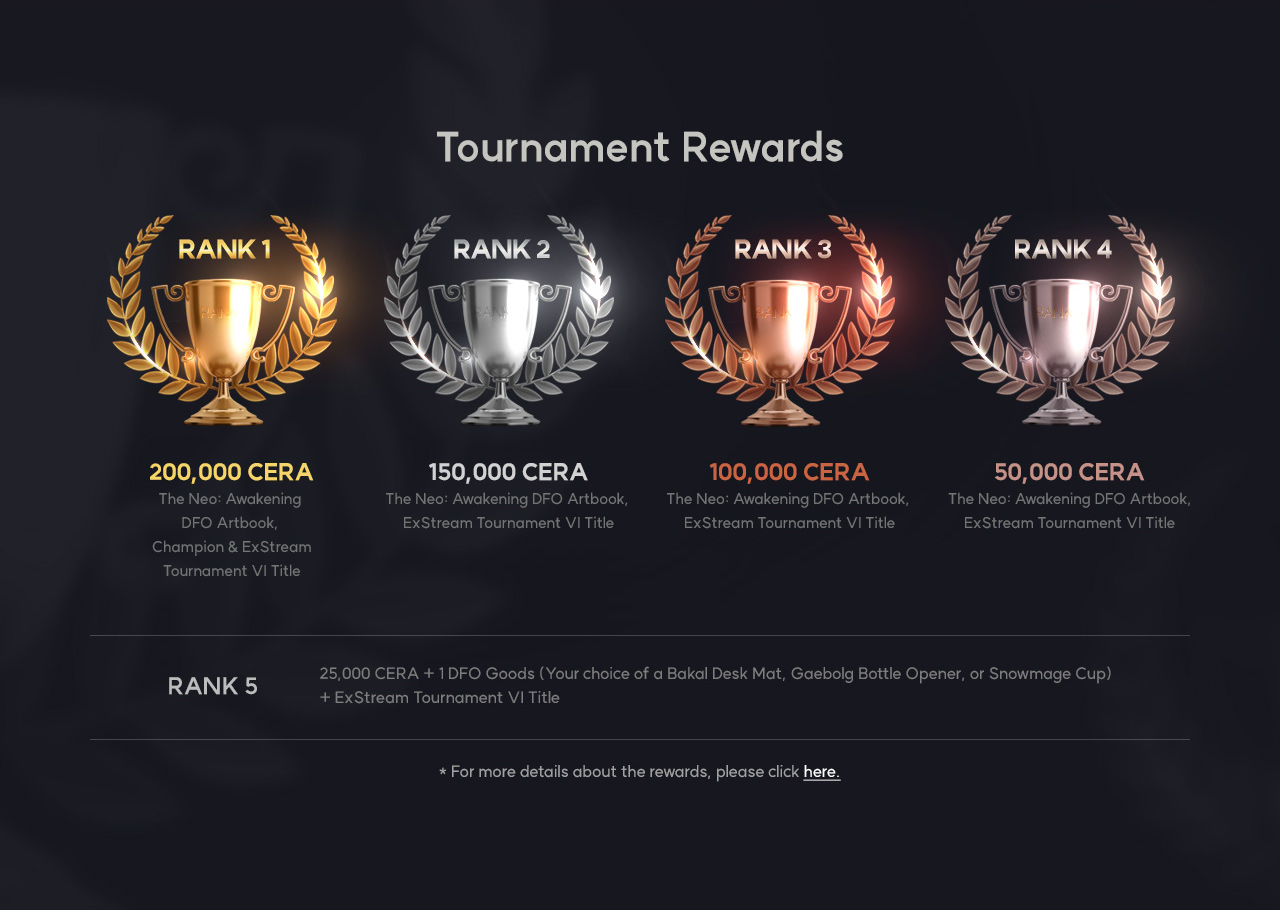 Tournament Rewards
RANK 1
RANK 2
RANK 3
RANK 4
200,000 CERA
The Neo: Awakening
DFO Artbook,
Champion & ExStream
Tournament VI Title
150,000 CERA
The Neo: Awakening DFO Artbook,
ExStream Tournament VI Title
100,000 CERA
The Neo: Awakening DFO Artbook,
ExStream Tournament VI Title
50,000 CERA
The Neo: Awakening DFO Artbook,
ExStream Tournament VI Title
RANK 5
25,000 CERA + 1 DFO Goods (Your choice of a Bakal Desk Mat, Gaebolg Bottle Opener, or Snowmage Cup)
+ ExStream Tournament VI Title
* For more details about the rewards, please click here.